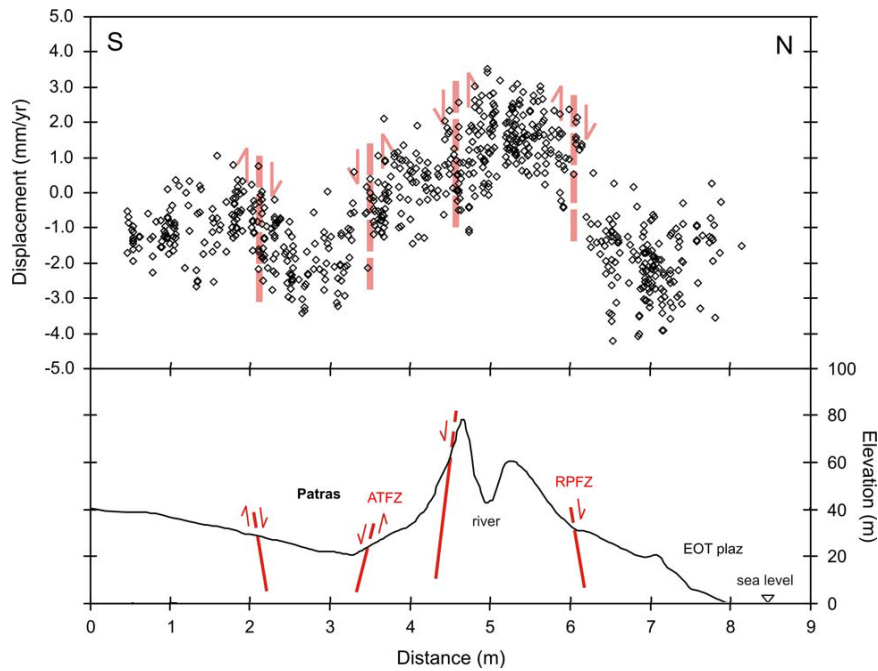 5.0
4.0
3.0
2.0
1.0
0.0
-1.0
-2.0
-3.0
-4.0
-5.0
Displacement (mm/yr)
S
N
100
80
60
40
20
0
Elevation (m)
Patras
ATFZ
river
RPFZ
EOT plaz
sea level
0 1 2 3 4 5 6 7 8 9
Distance (m)